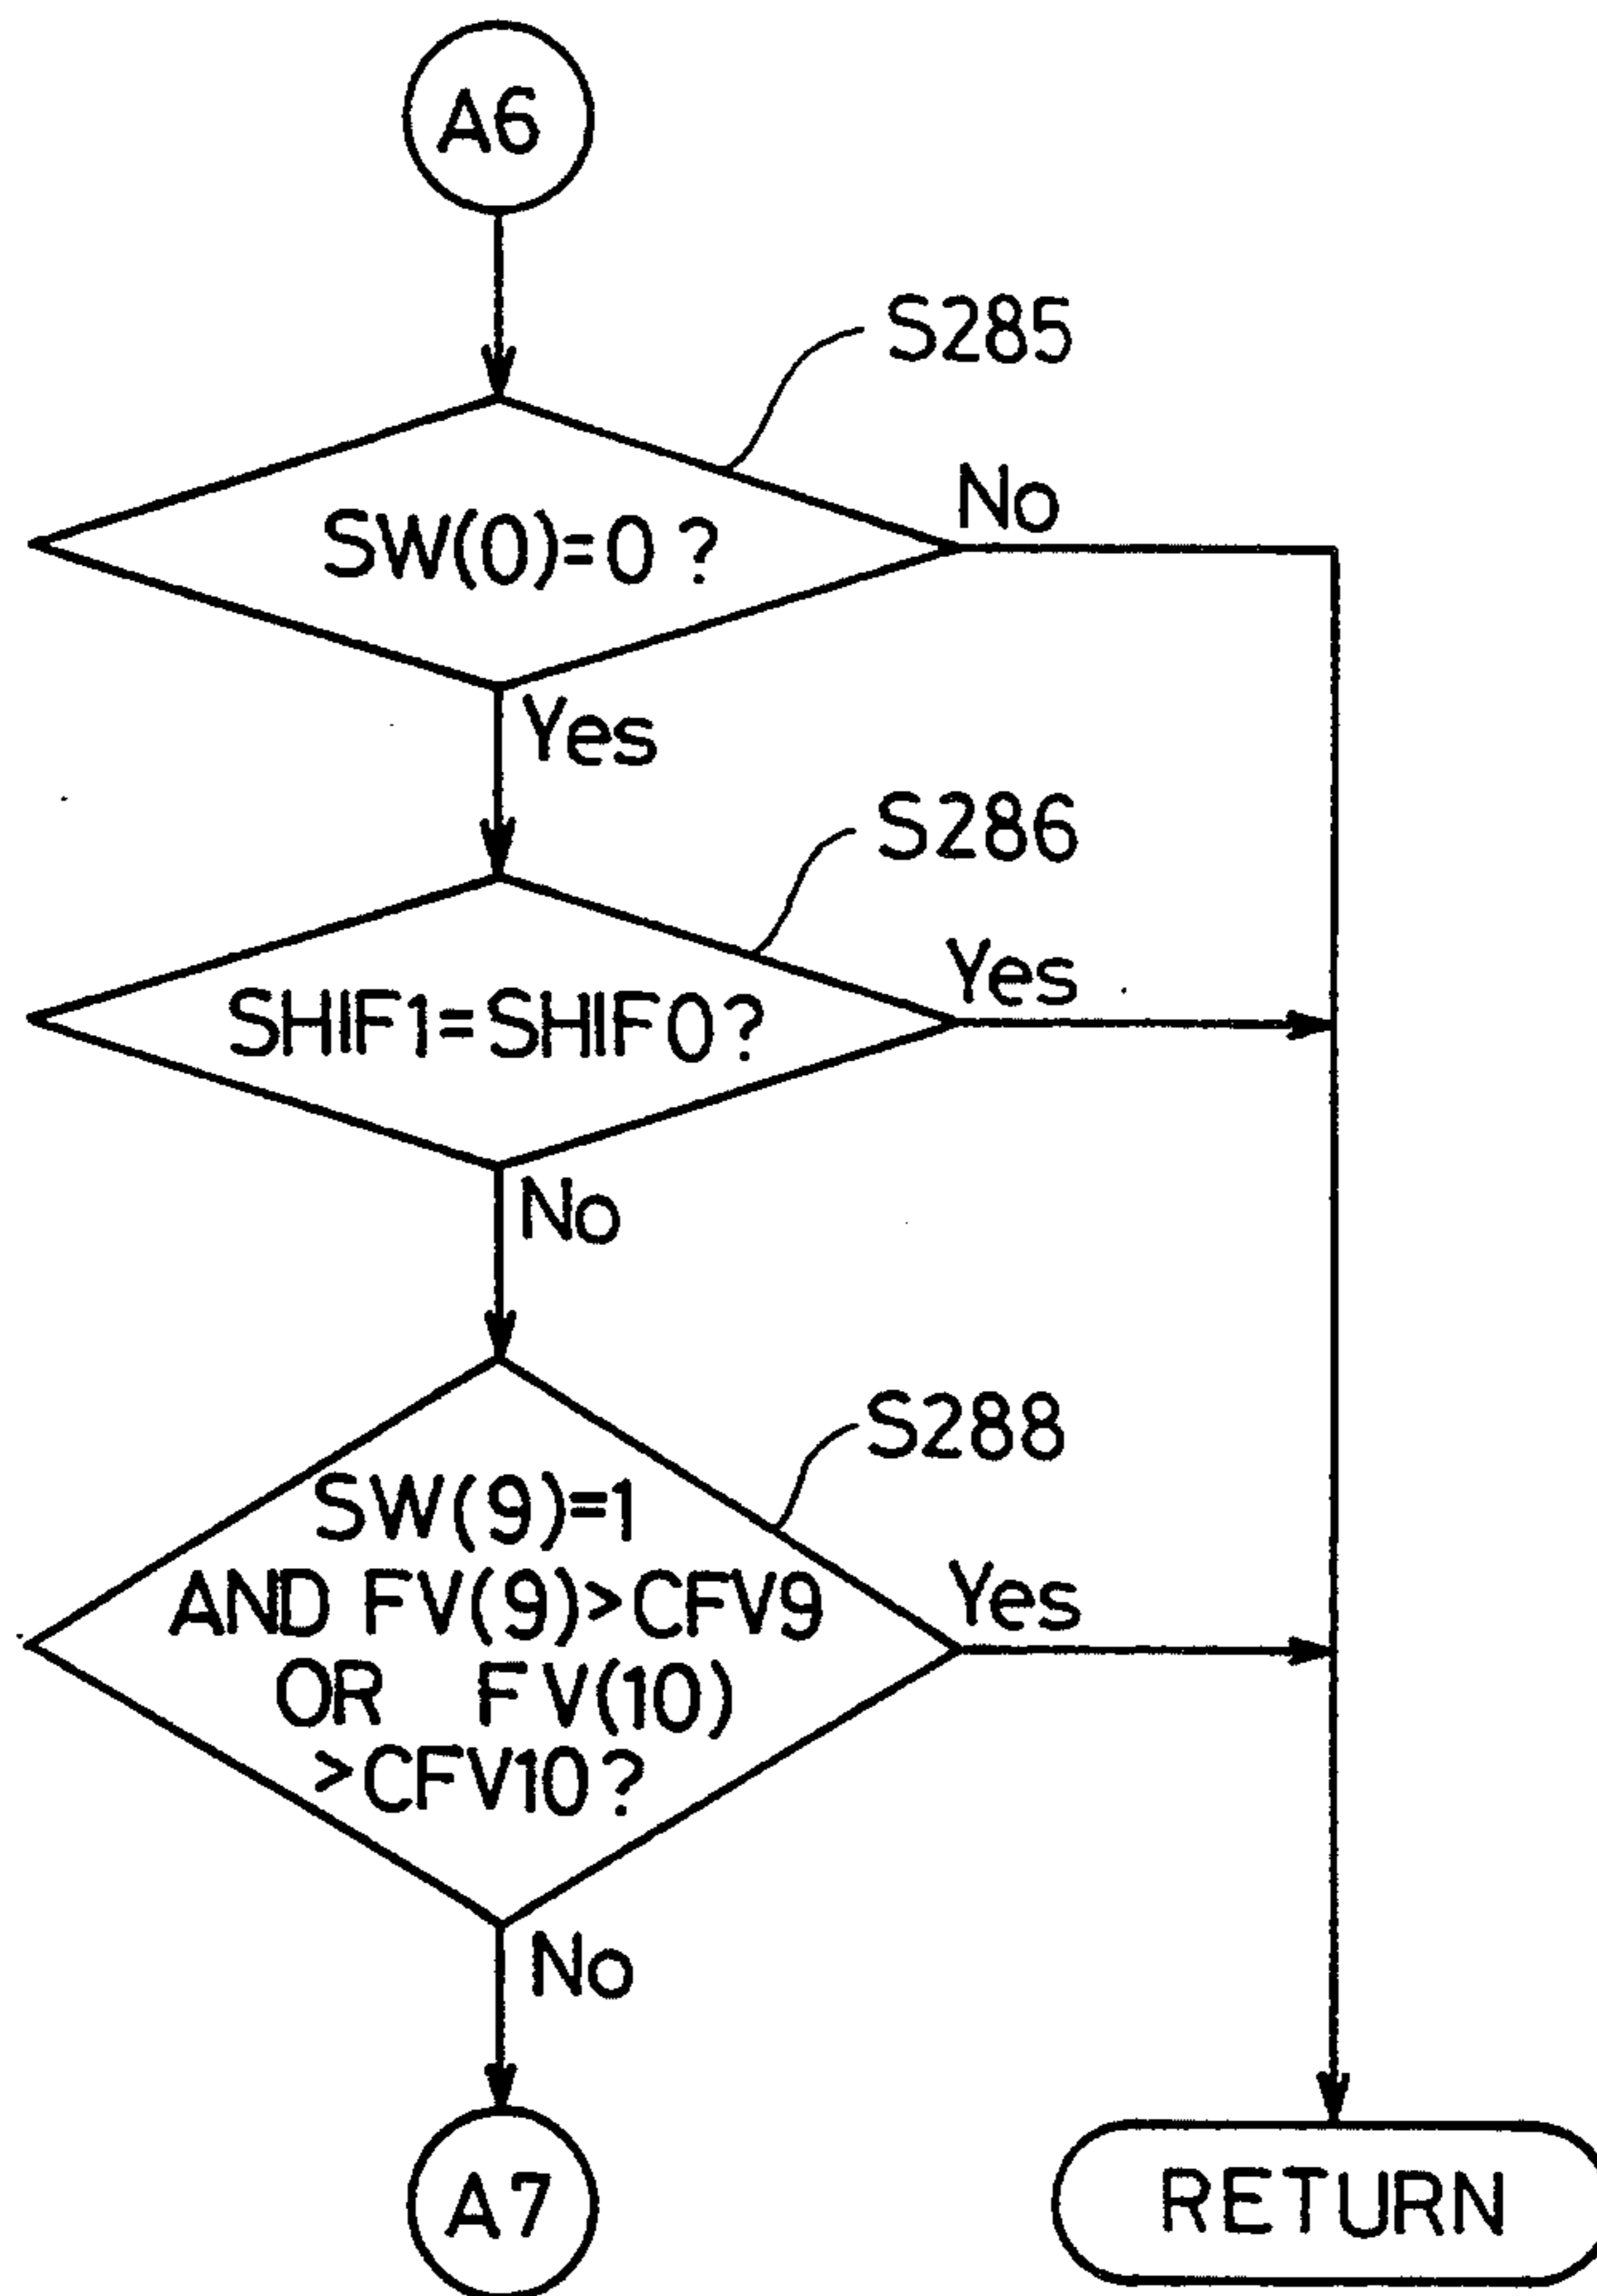 A6
S285
SW(0)=0?
No
Yes
S286
SHIF1=SHIF0?
Yes
No
S288
SW(9)=1
AND FV(9)>CFV9
OR FV(10)
>CFV10?
Yes
No
A7
RETURN